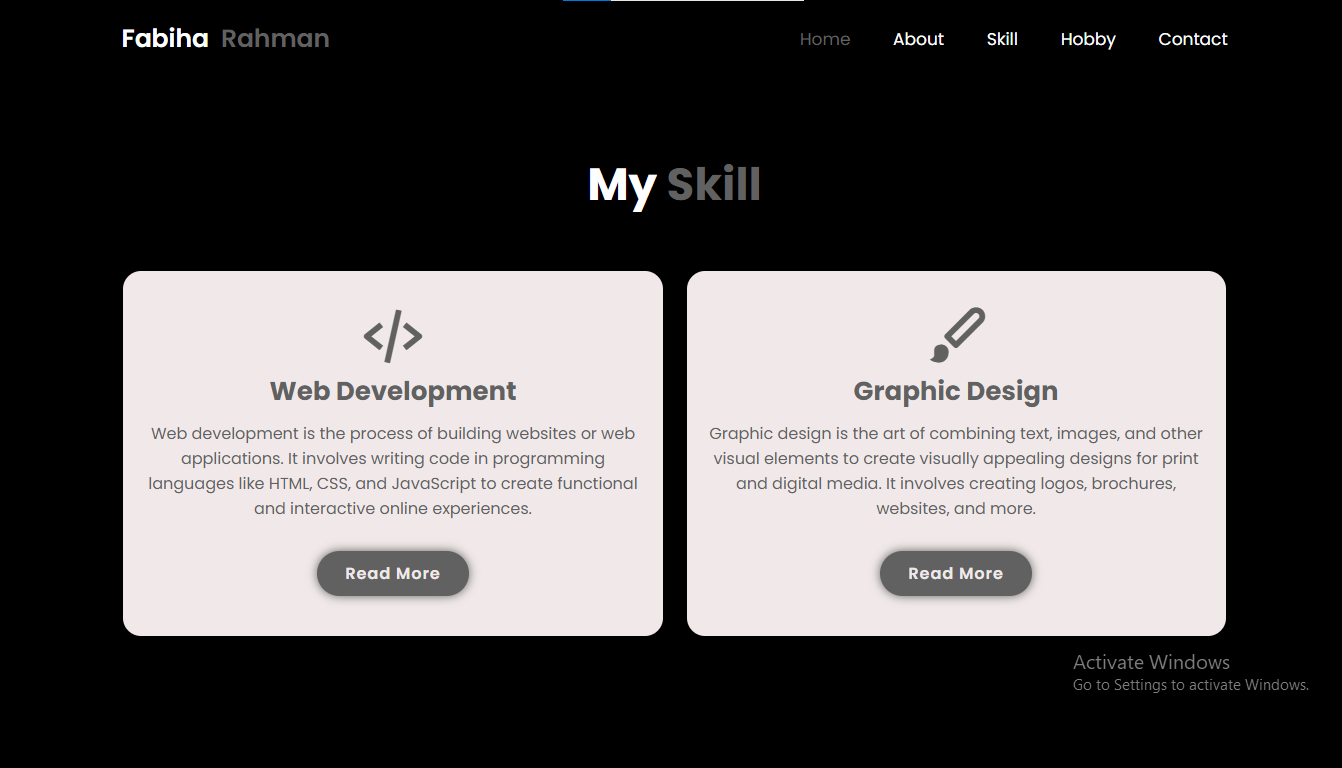 Fabiha Rahman
Home About Skill Hobby Contact
My Skill
Web Development
Web development is the process of building websites or web
applications. It involves writing code in programming
languages like HTML, CSS, and JavaScript to create functional
and interactive online experiences.
Read More
Graphic Design
Graphic design is the art of combining text, images, and other
visual elements to create visually appealing designs for print
and digital media. It involves creating logos, brochures,
websites, and more.
Read More
Activate Windows
Go to Settings to activate Windows.